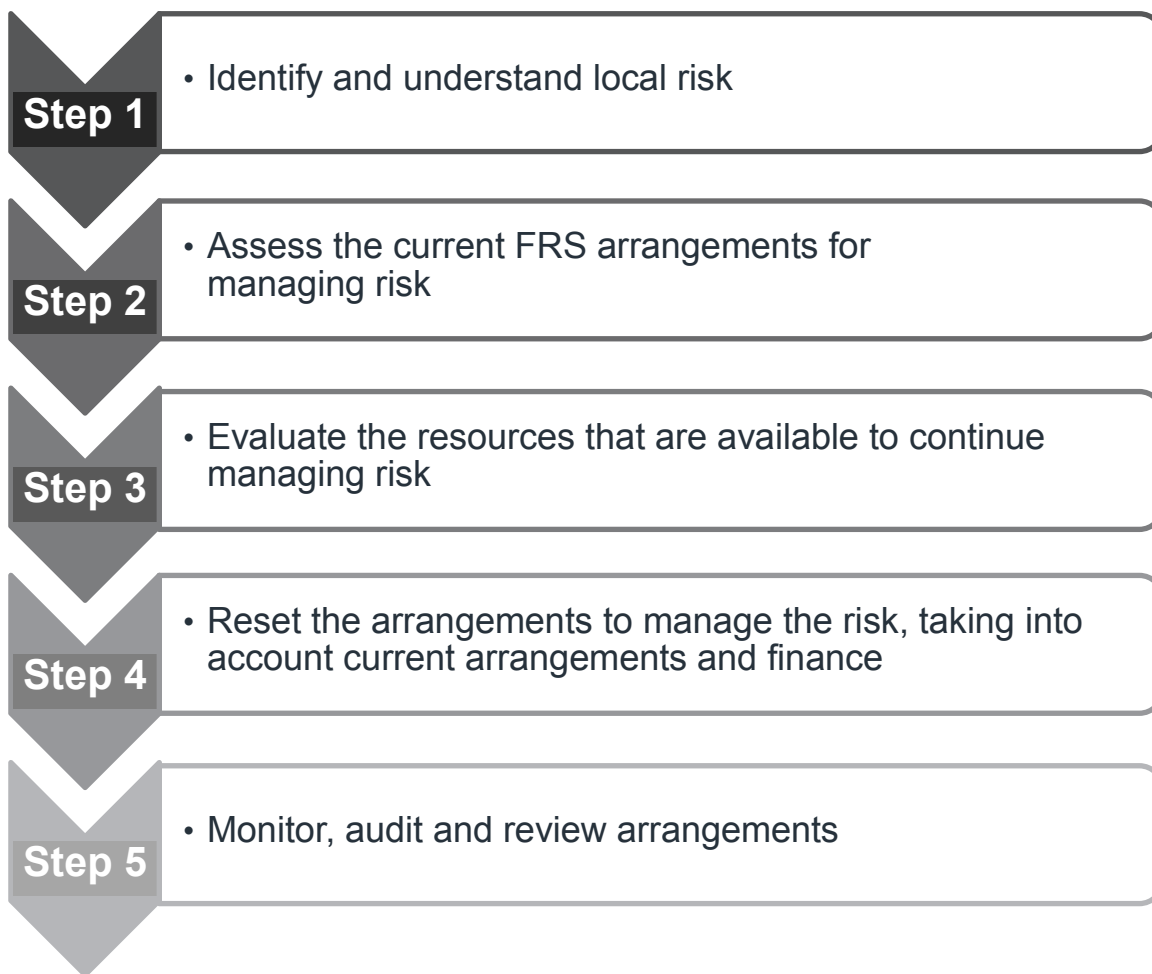 Step 1
• Identify and understand local risk
Step 2
• Assess the current FRS arrangements for
managing risk
Step 3
• Evaluate the resources that are available to continue
managing risk
Step 4
• Reset the arrangements to manage the risk, taking into
account current arrangements and finance
Step 5
• Monitor, audit and review arrangements